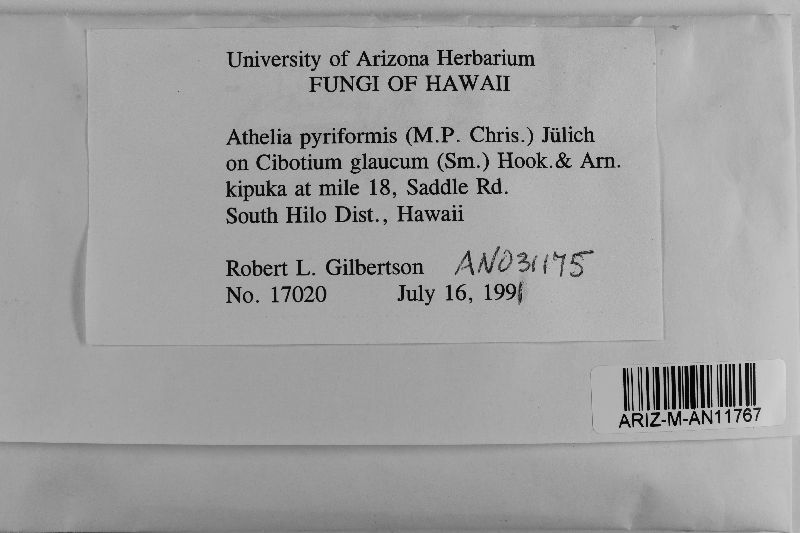 University of Arizona Herbarium
FUNGI OF HAWAII
Athelia pyriformis (M.P. Chris.) Jülich
on Cibotium glaucum (Sm.) Hook.& Arn.
kipuka at mile 18, Saddle Rd.
South Hilo Dist., Hawaii
Robert L. Gilbertson AN031175
No. 17020 July 16, 1991
ARIZ-M-AN11767